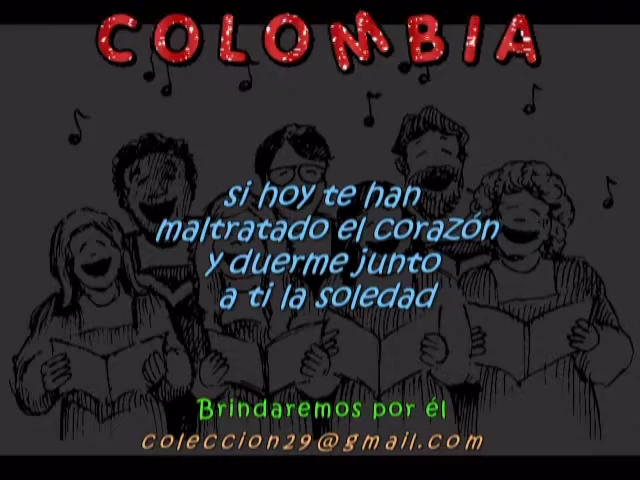 COLOMBIA
si hoy te han
maltratado el corazón
y duerme junto
a ti la soledad
Brindaremos por él
coleccion29@gmail.com